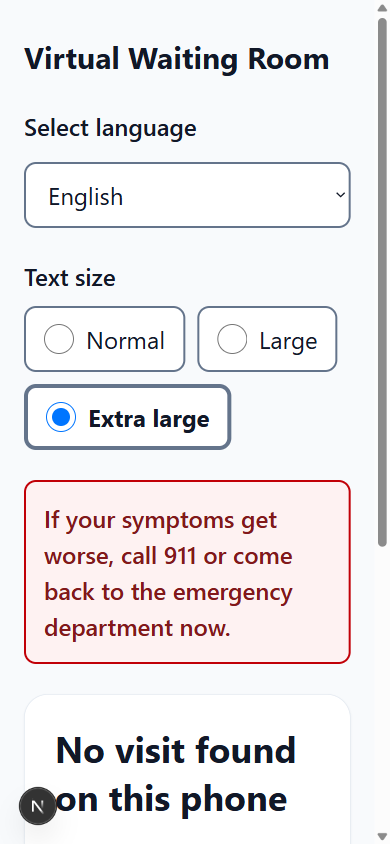 Virtual Waiting Room
Select language
English
Text size
Normal
Large
Extra large
If your symptoms get
worse, call 911 or come
back to the emergency
department now.
No visit found
on this phone
N